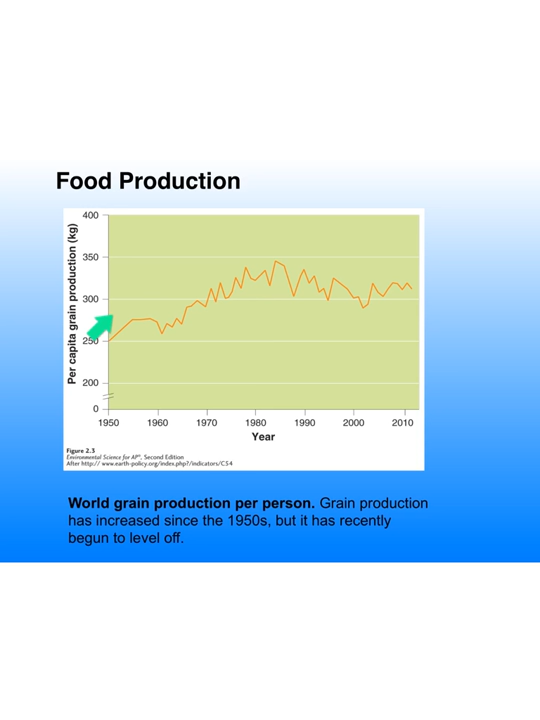 Food Production
Per capita grain production (kg)
400
350
300
250
200
0
1950 1960 1970 1980 1990 2000 2010
Year
Figure 2.3
Environmental Science for AP®, Second Edition
After http:// www.earth-policy.org/index.php?/indicators/C54
World grain production per person. Grain production
has increased since the 1950s, but it has recently
begun to level off.